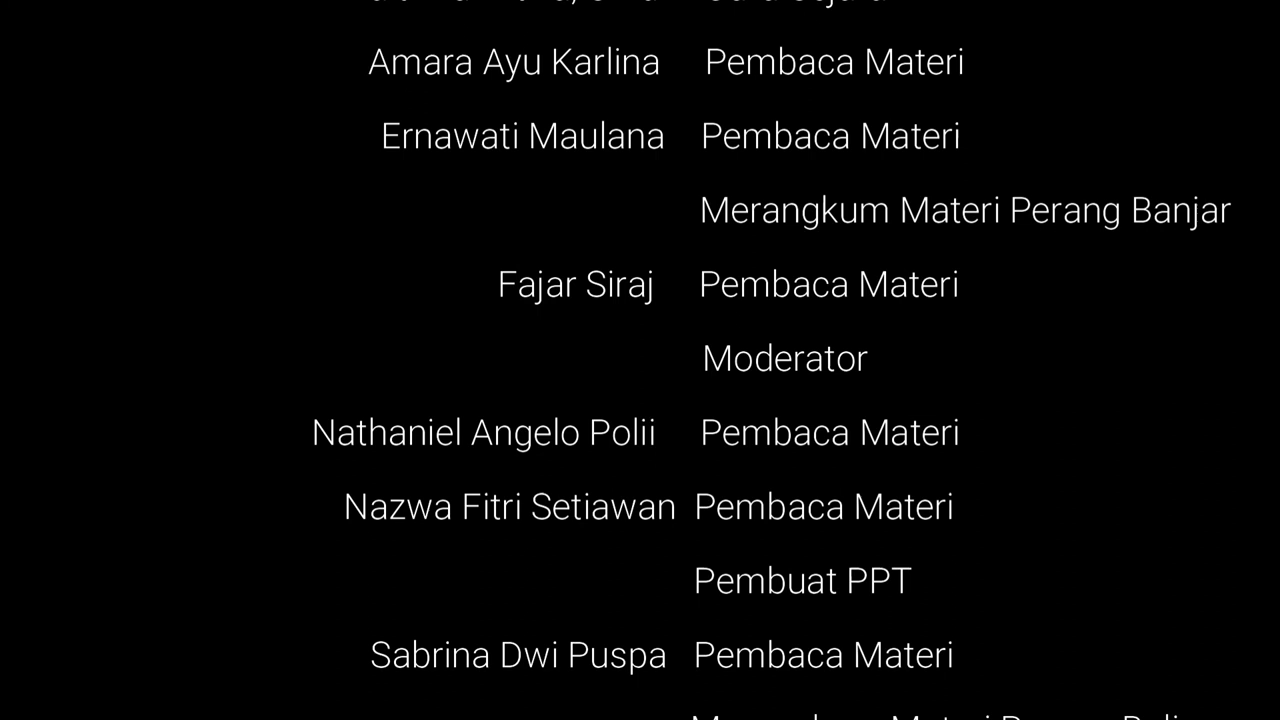 Amara Ayu Karlina Pembaca Materi
Ernawati Maulana Pembaca Materi
Merangkum Materi Perang Banjar
Fajar Siraj Pembaca Materi
Moderator
Nathaniel Angelo Polii Pembaca Materi
Nazwa Fitri Setiawan Pembaca Materi
Pembuat PPT
Sabrina Dwi Puspa Pembaca Materi